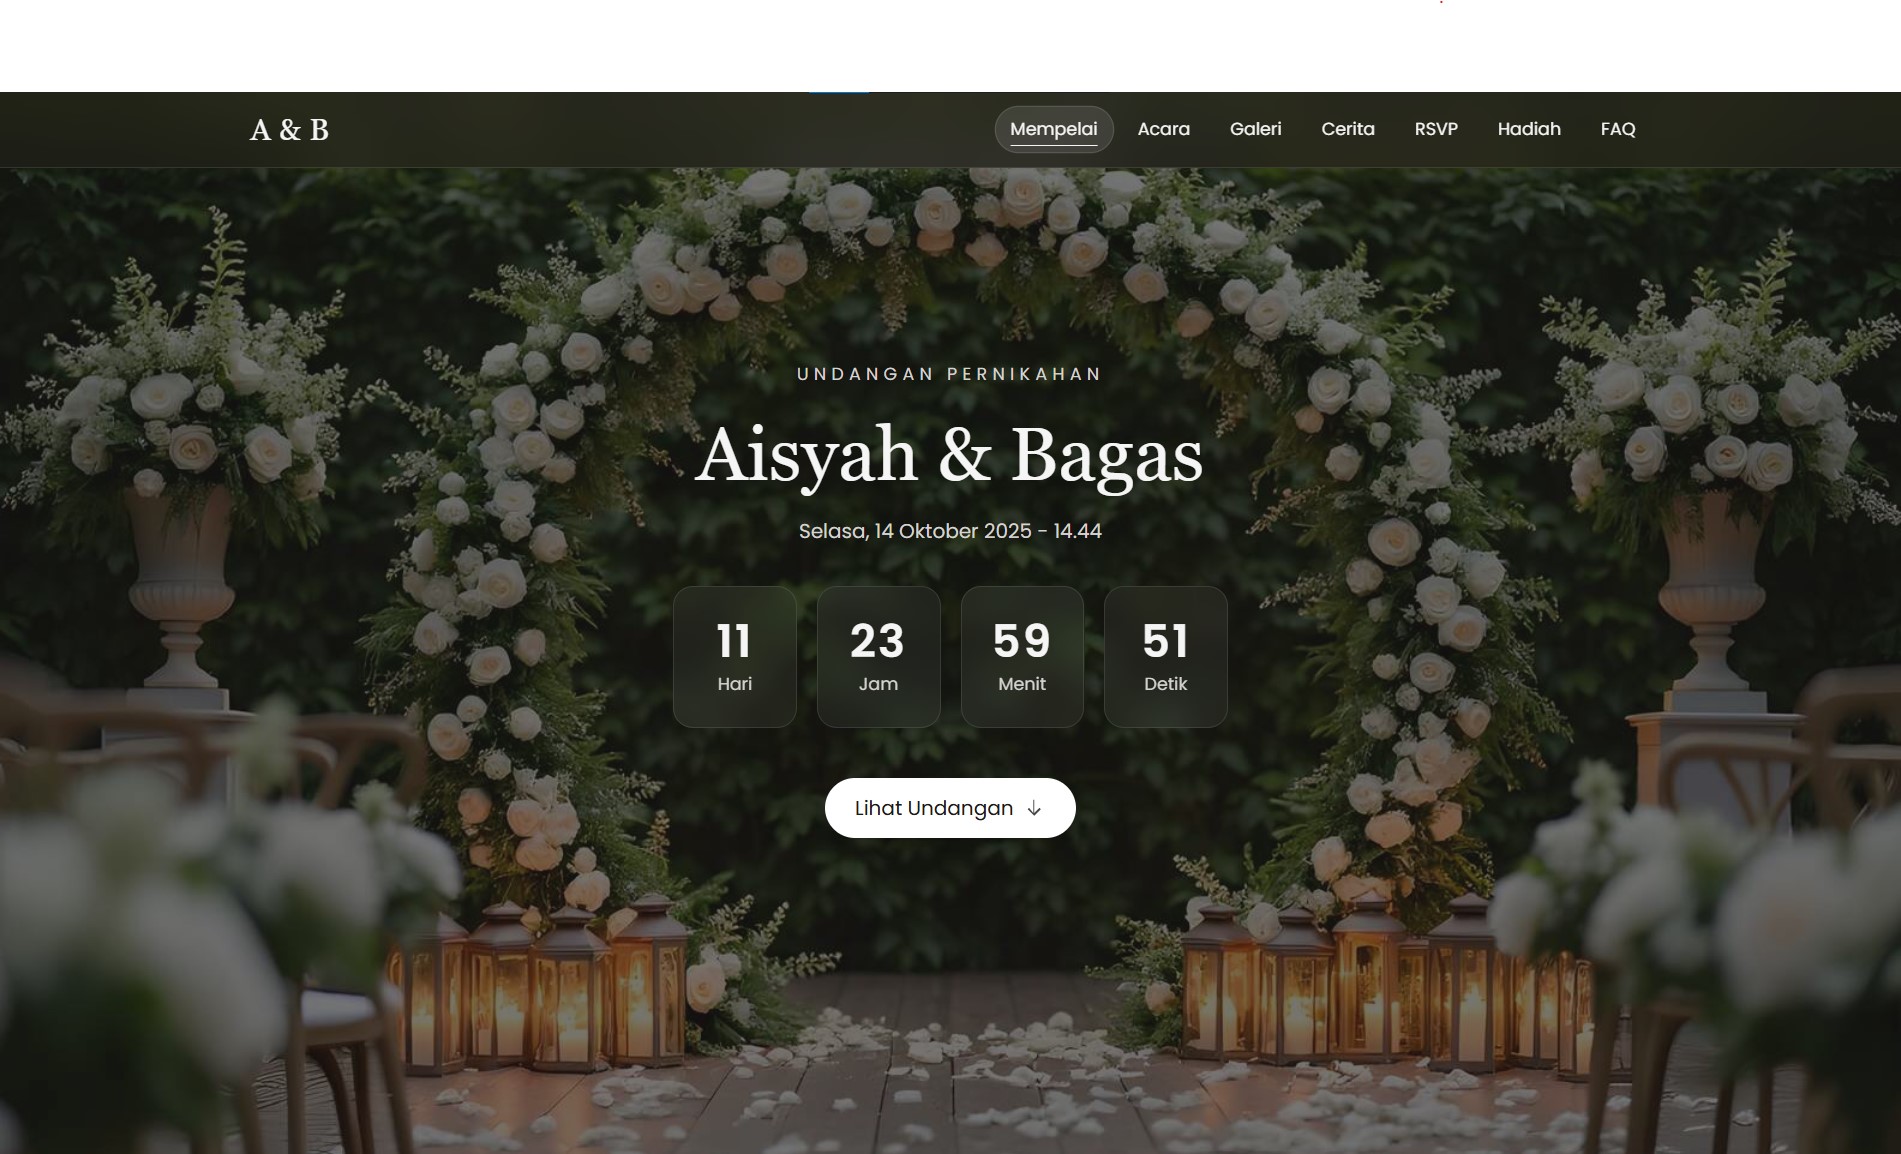 A & B
Mempelai Acara Galeri Cerita RSVP Hadiah FAQ
UNDANGAN PERNIKAHAN
Aisyah & Bagas
Selasa, 14 Oktober 2025 - 14.44
11 23 59 51
Hari Jam Menit Detik
Lihat Undangan ↓